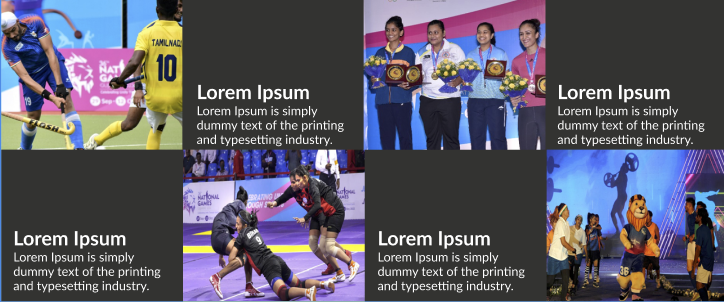 TAMILNADU
10
19
NATIONAL
GAMES
Lorem Ipsum
Lorem Ipsum is simply
dummy text of the printing
and typesetting industry.
Lorem Ipsum
Lorem Ipsum is simply
dummy text of the printing
and typesetting industry.
Lorem Ipsum
Lorem Ipsum is simply
dummy text of the printing
and typesetting industry.
NATIONAL
GAMES
9
Lorem Ipsum
Lorem Ipsum is simply
dummy text of the printing
and typesetting industry.
36